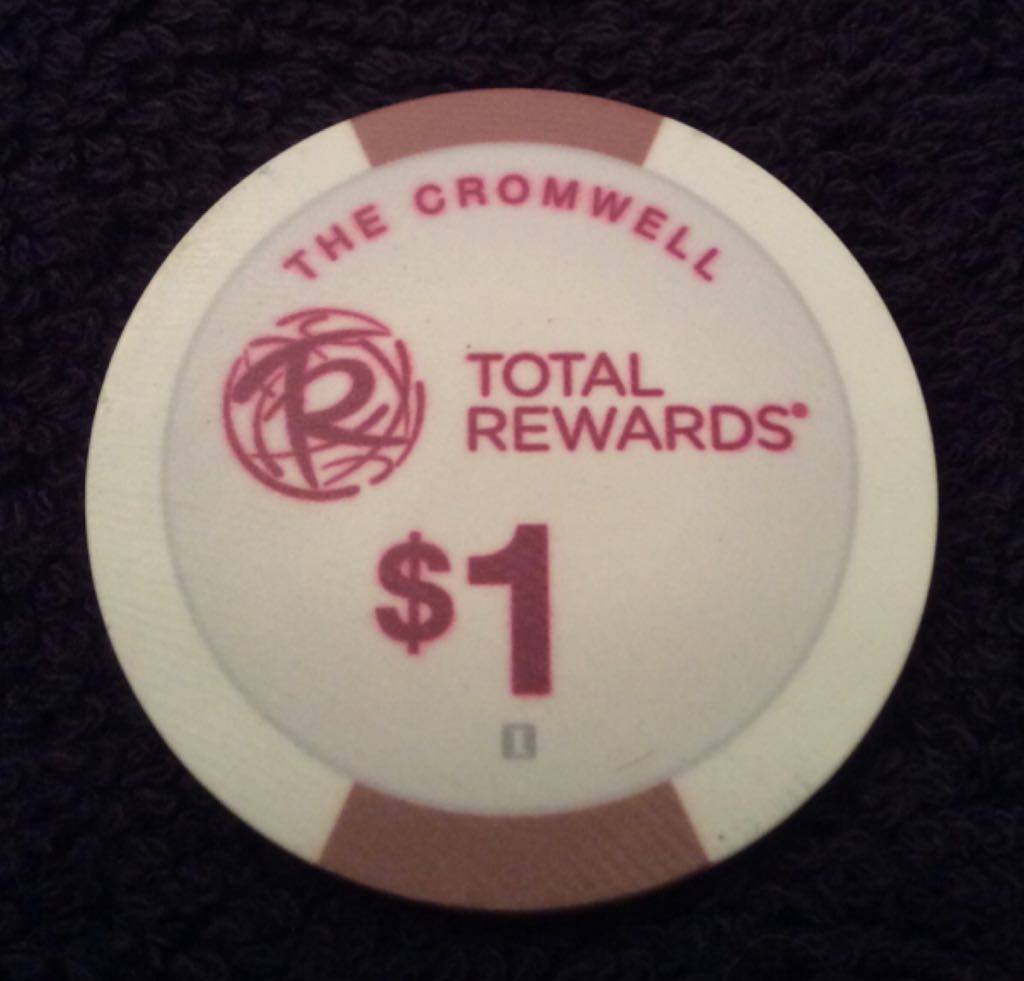 THE CROMWELL
TOTAL
REWARDS
$1